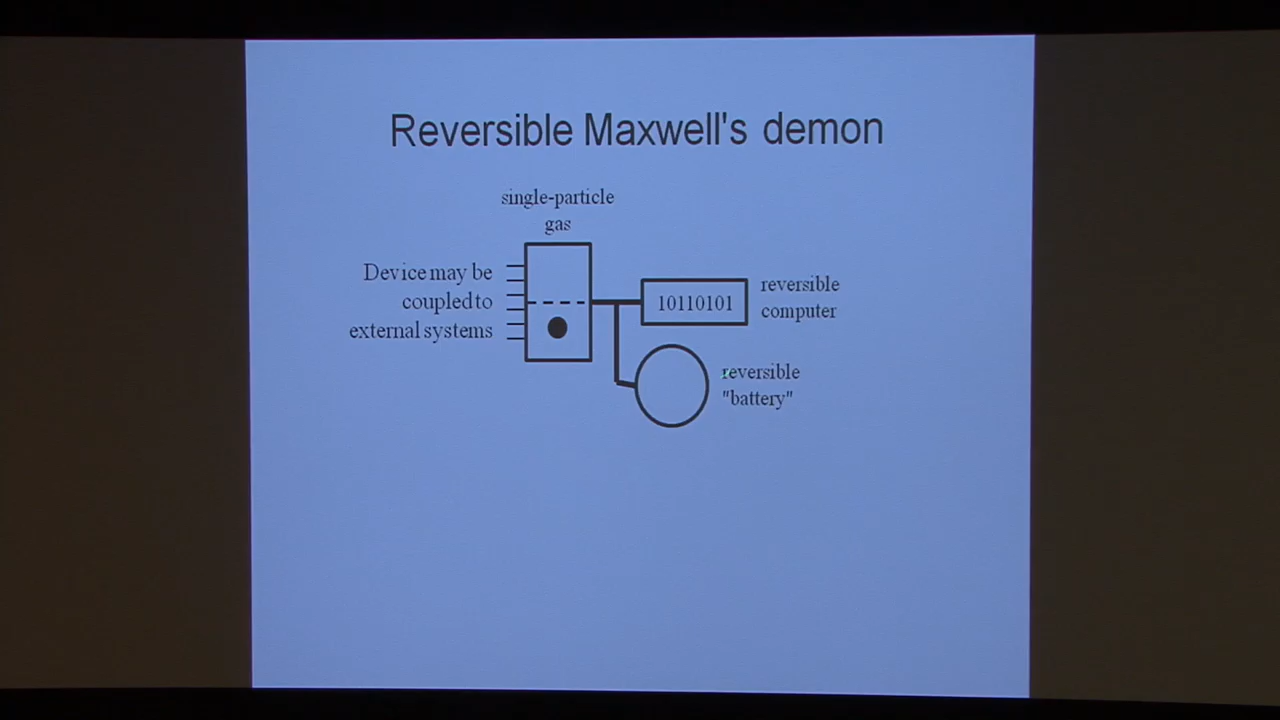 Reversible Maxwell's demon
single-particle
gas
Device may be
coupled to
external systems
10110101
reversible
computer
reversible
"battery"